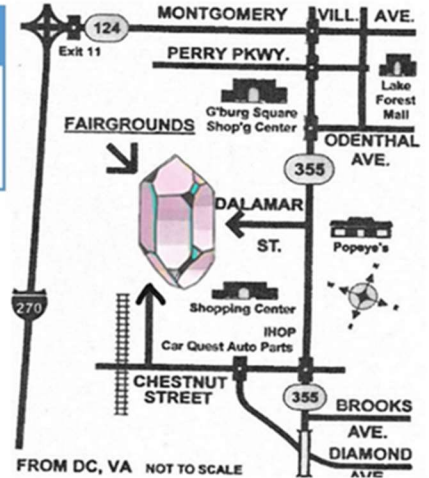 MONTGOMERY VILL. AVE.
124
Exit 11
PERRY PKWY.
G'burg Square
Shop'g Center
Lake
Forest
Mall
FAIRGROUNDS
ODENTHAL
AVE.
355
DALAMAR
ST.
Popeye's
270
Shopping Center
IHOP
Car Quest Auto Parts
CHESTNUT
STREET
355
BROOKS
AVE.
DIAMOND
AVE
FROM DC, VA NOT TO SCALE